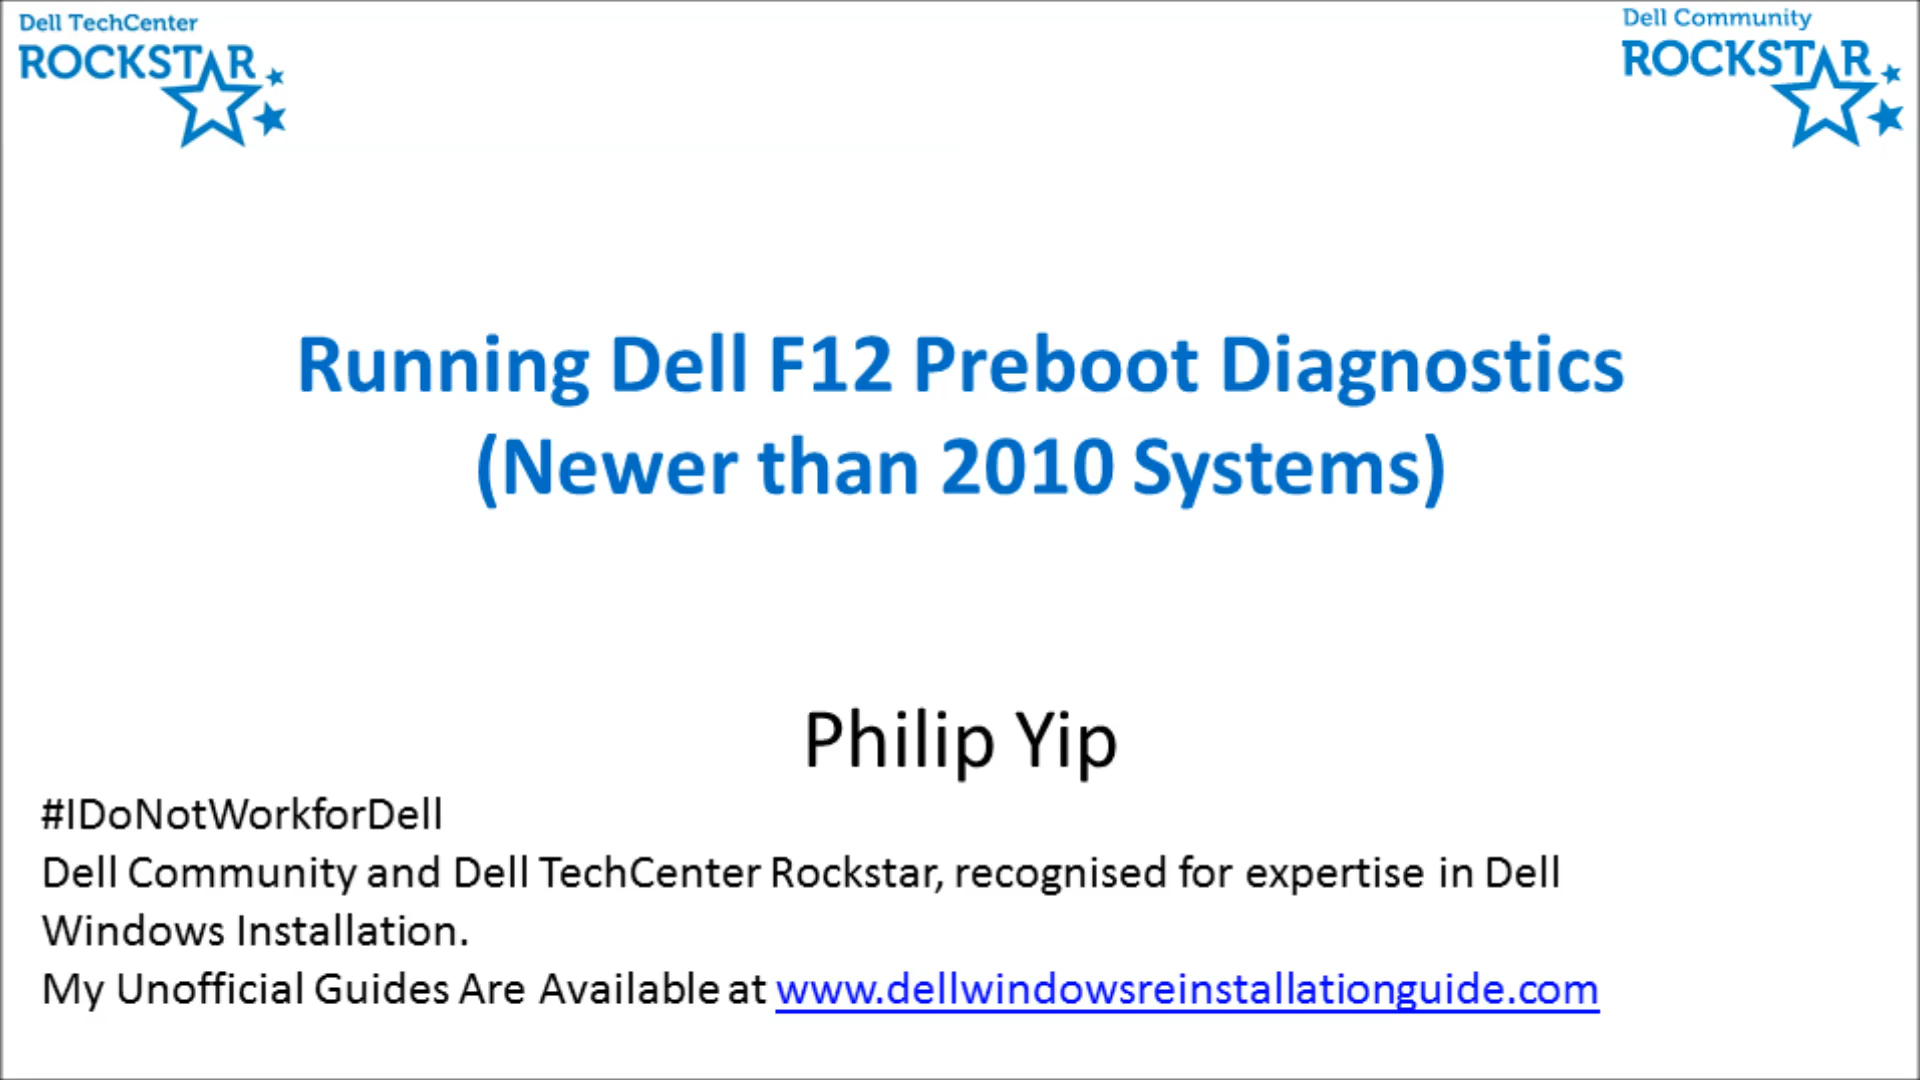 Dell TechCenter
ROCKSTAR
Dell Community
ROCKSTAR
Running Dell F12 Preboot Diagnostics
(Newer than 2010 Systems)
Philip Yip
#IDoNotWorkforDell
Dell Community and Dell TechCenter Rockstar, recognised for expertise in Dell
Windows Installation.
My Unofficial Guides Are Available at www.dellwindowsreinstallationguide.com